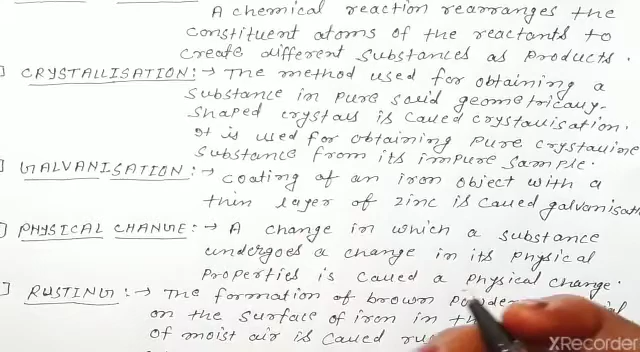 A chemical reaction rearranges the
constituent atoms of the reactants to
create different substances as products.
] CRYSTALLISATION:→ The method used for obtaining a
substance in pure solid geometrically-
shaped crystals is called crystallisation.
It is used for obtaining pure crystalline
substance from its impure sample.
] GALVANISATION:→ coating of an iron object with a
thin layer of zinc is called galvanisati
] PHYSICAL CHANGE:→ A change in which a substance
undergoes a change in its physical
properties is called a physical change.
] RUSTING:→ The formation of brown
on the surface of iron in
of moist air is called
XRecorder